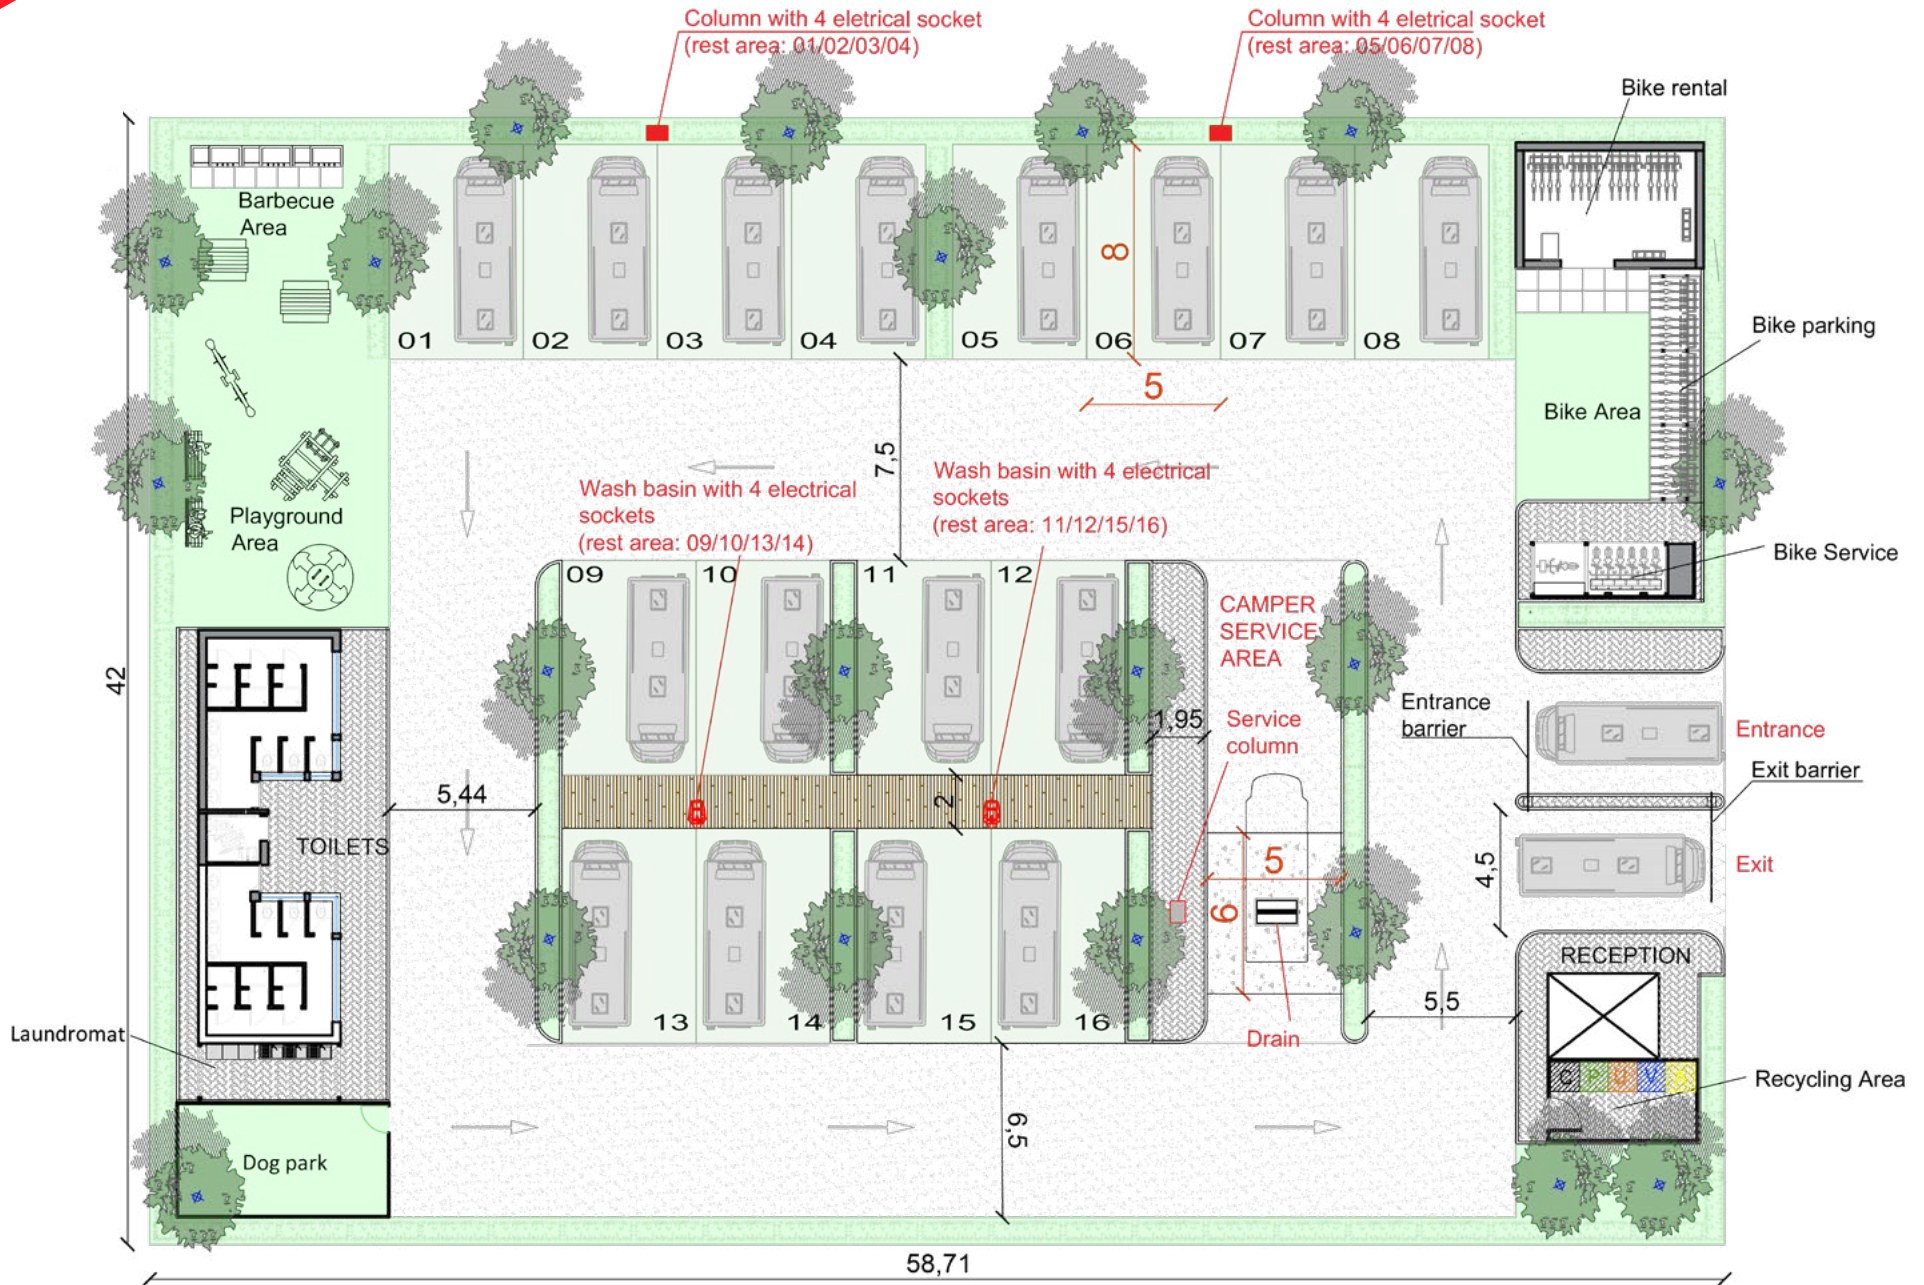 Column with 4 eletrical socket
(rest area: 01/02/03/04)
Column with 4 eletrical socket
(rest area: 05/06/07/08)
Bike rental
Barbecue
Area
8
01
02
03
04
05
06
07
08
5
Bike parking
Bike Area
7,5
Wash basin with 4 electrical
sockets
(rest area: 09/10/13/14)
Wash basin with 4 electrical
sockets
(rest area: 11/12/15/16)
Playground
Area
Bike Service
09
10
11
12
CAMPER
SERVICE
AREA
42
Entrance
barrier
1,95
Service
column
Entrance
Exit barrier
5,44
2
TOILETS
5
6
4,5
Exit
RECEPTION
13
14
15
16
5,5
Laundromat
Drain
C
P
U
V
Recycling Area
6,5
Dog park
58,71